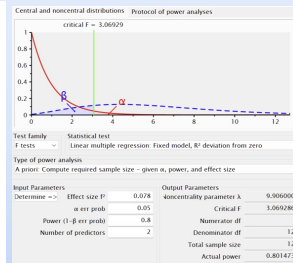 Central and noncentral distributions Protocol of power analyses
critical F = 3.06929
1
0.8
0.6
0.4
0.2
0
β
α
0 2 4 6 8 10 12
Test family Statistical test
F tests Linear multiple regression: Fixed model, R² deviation from zero
Type of power analysis
A priori: Compute required sample size - given α, power, and effect size
Input Parameters Output Parameters
Determine => Effect size f² 0.078 Noncentrality parameter λ 9.906000
α err prob 0.05 Critical F 3.069286
Power (1-β err prob) 0.8 Numerator df
Number of predictors 2 Denominator df 12
Total sample size 12
Actual power 0.801473